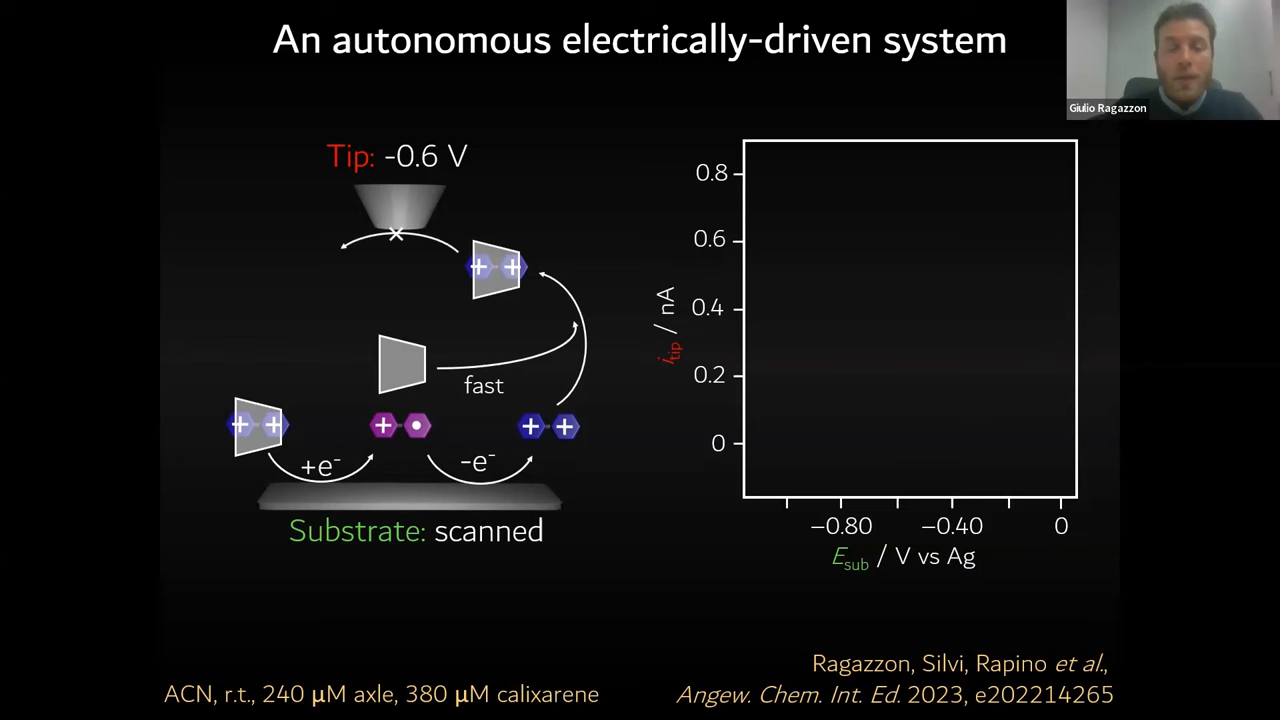 An autonomous electrically-driven system
Giulio Ragazzon
Tip: -0.6 V
+ +
fast
+ +
+
+ +
+e⁻
-e⁻
Substrate: scanned
0.8
0.6
0.4
0.2
0
i_tip / nA
−0.80
−0.40
0
E_sub / V vs Ag
Ragazzon, Silvi, Rapino et al.,
ACN, r.t., 240 μM axle, 380 μM calixarene
Angew. Chem. Int. Ed. 2023, e202214265